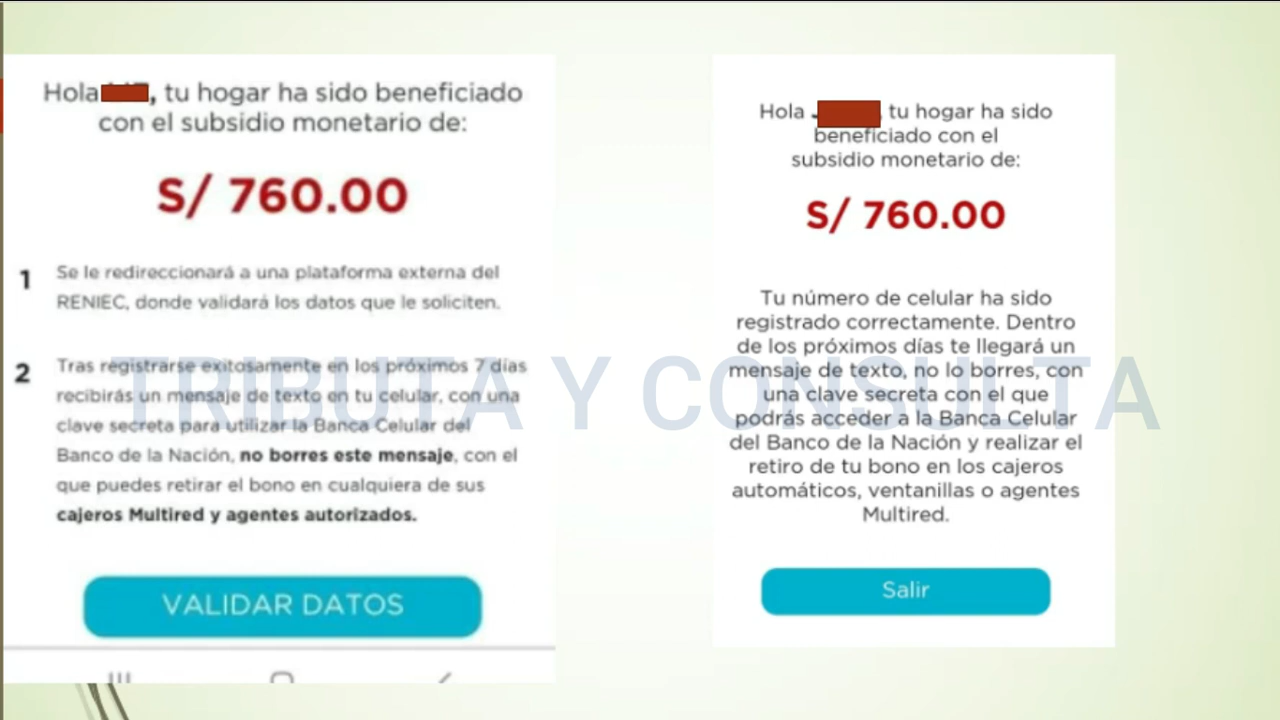 Hola , tu hogar ha sido beneficiado
con el subsidio monetario de:
S/ 760.00
1 Se le redireccionará a una plataforma externa del
RENIEC, donde validará los datos que le soliciten.
2 Tras registrarse exitosamente en los próximos 7 días
recibirás un mensaje de texto en tu celular, con una
clave secreta para utilizar la Banca Celular del
Banco de la Nación, no borres este mensaje, con el
que puedes retirar el bono en cualquiera de sus
cajeros Multired y agentes autorizados.
VALIDAR DATOS
Hola , tu hogar ha sido
beneficiado con el
subsidio monetario de:
S/ 760.00
Tu número de celular ha sido
registrado correctamente. Dentro
de los próximos días te llegará un
mensaje de texto, no lo borres, con
una clave secreta con el que
podrás acceder a la Banca Celular
del Banco de la Nación y realizar el
retiro de tu bono en los cajeros
automáticos, ventanillas o agentes
Multired.
Salir
TRIBUTA Y CONSULTA